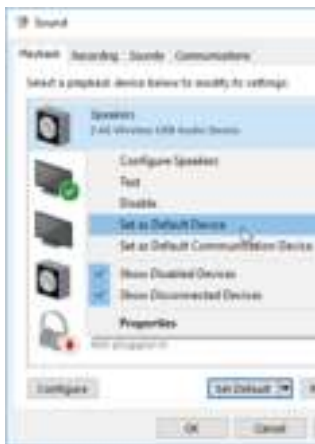 Sound
Playback Recording Sounds Communications
Select a playback device below to modify its settings:
Speakers
2.4G Wireless USB Audio Device
Configure Speakers
Test
Disable
Set as Default Device
Set as Default Communication Device
Show Disabled Devices
Show Disconnected Devices
Properties
Not plugged in
Configure
Set Default
OK
Cancel